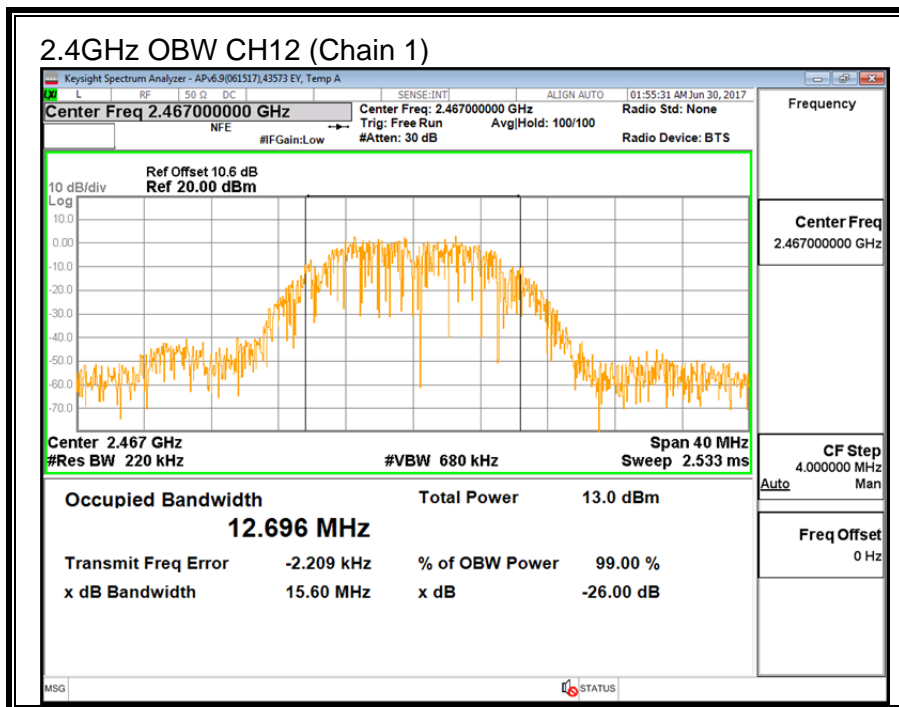 2.4GHz OBW CH12 (Chain 1)
Keysight Spectrum Analyzer - APv6.9(061517),43573 EY, Temp A
LXI L RF 50 Ω DC SENSE:INT ALIGN AUTO 01:55:31 AM Jun 30, 2017
Center Freq 2.467000000 GHz Center Freq: 2.467000000 GHz Radio Std: None
NFE Trig: Free Run Avg|Hold: 100/100
#IFGain:Low #Atten: 30 dB Radio Device: BTS
Ref Offset 10.6 dB
10 dB/div Ref 20.00 dBm
Log
10.0
0.00
-10.0
-20.0
-30.0
-40.0
-50.0
-60.0
-70.0
Center 2.467 GHz Span 40 MHz
#Res BW 220 kHz #VBW 680 kHz Sweep 2.533 ms
Occupied Bandwidth Total Power 13.0 dBm
12.696 MHz
Transmit Freq Error -2.209 kHz % of OBW Power 99.00 %
x dB Bandwidth 15.60 MHz x dB -26.00 dB
MSG STATUS
Frequency
Center Freq
2.467000000 GHz
CF Step
4.000000 MHz
Auto Man
Freq Offset
0 Hz